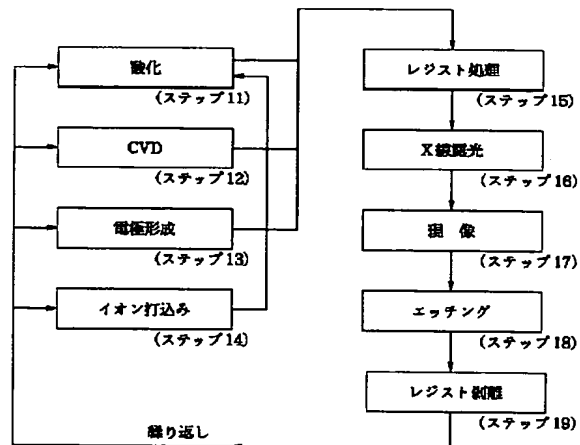 酸化
(ステップ11)
CVD
(ステップ12)
電極形成
(ステップ13)
イオン打込み
(ステップ14)
レジスト処理
(ステップ15)
X線露光
(ステップ16)
現 像
(ステップ17)
エッチング
(ステップ18)
レジスト剥離
(ステップ19)
繰り返し